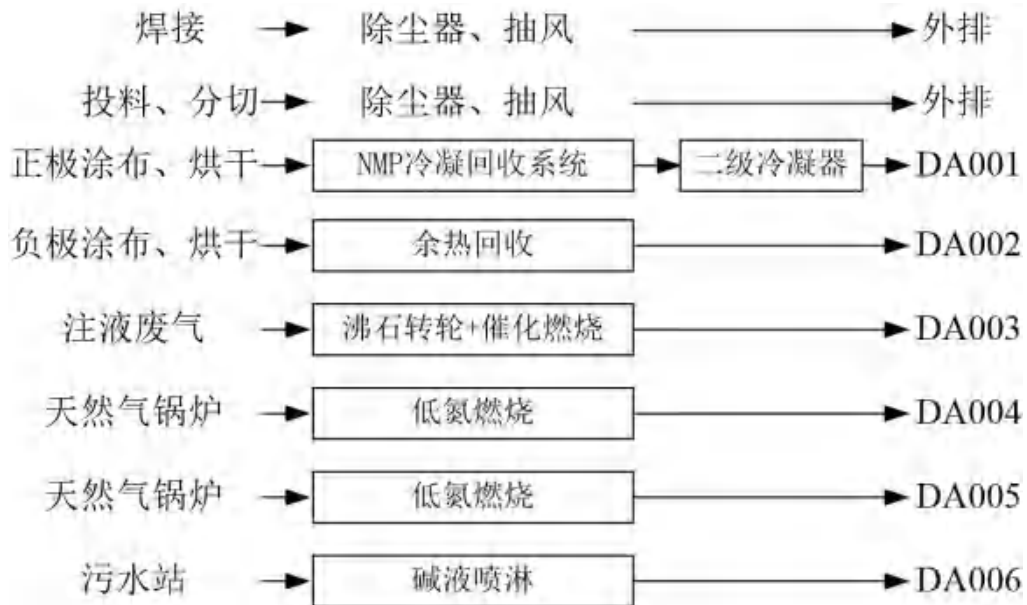 焊接 除尘器、抽风 外排
投料、分切 除尘器、抽风 外排
正极涂布、烘干 NMP冷凝回收系统 二级冷凝器 DA001
负极涂布、烘干 余热回收 DA002
注液废气 沸石转轮+催化燃烧 DA003
天然气锅炉 低氮燃烧 DA004
天然气锅炉 低氮燃烧 DA005
污水站 碱液喷淋 DA006